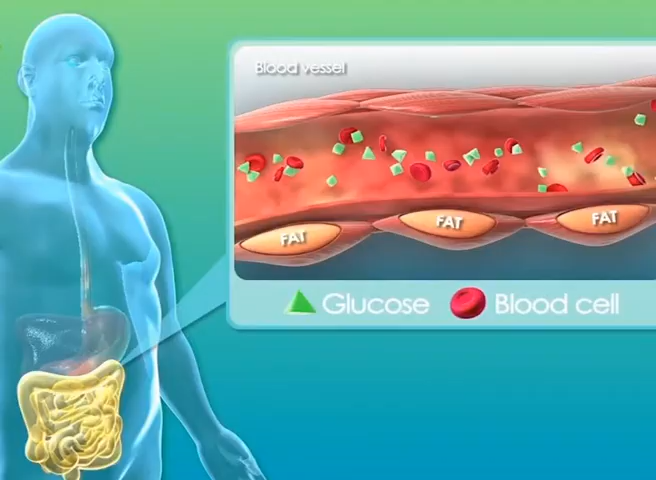 Blood vessel
FAT
FAT
FAT
Glucose
Blood cell